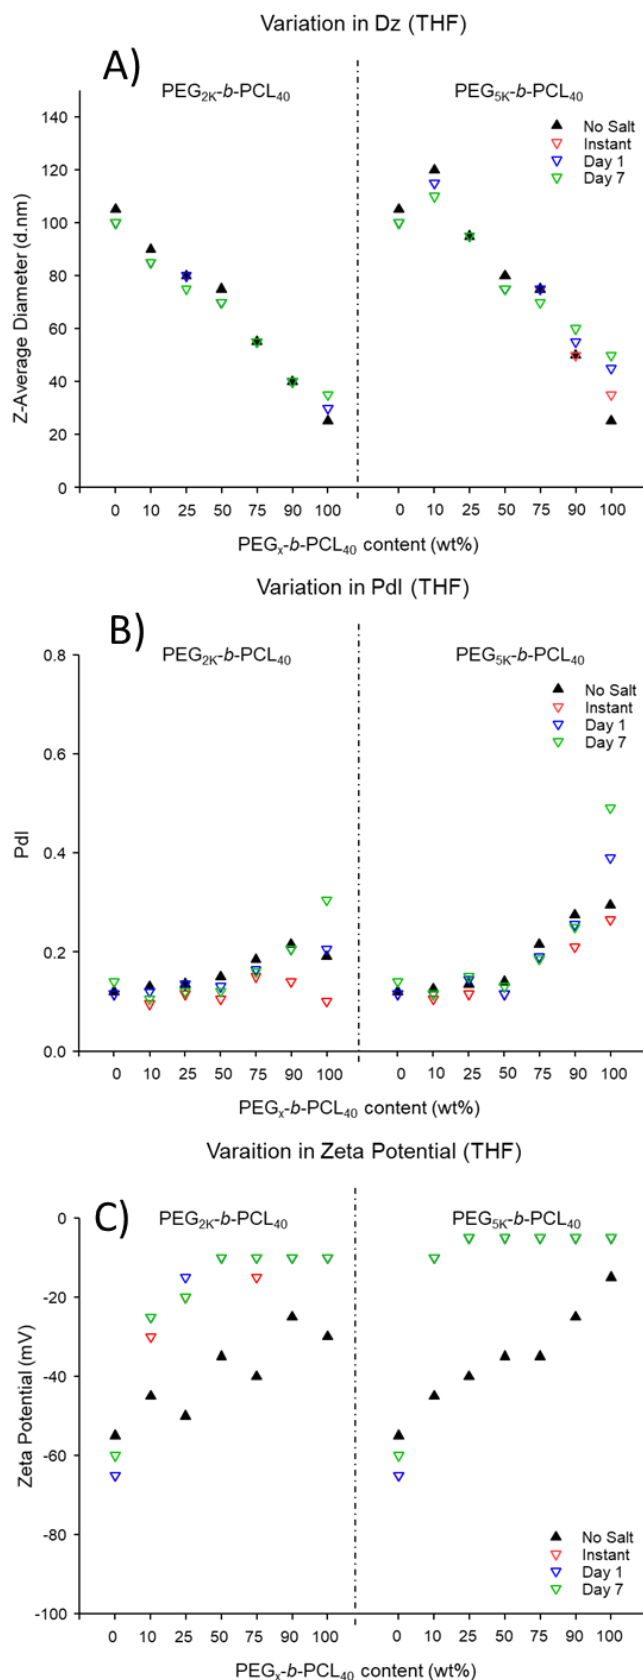 Variation in Dz (THF)
A)
PEG2K-b-PCL40
PEG5K-b-PCL40
No Salt
Instant
Day 1
Day 7
Z-Average Diameter (d.nm)
140
120
100
80
60
40
20
0
0 10 25 50 75 90 100 0 10 25 50 75 90 100
PEGx-b-PCL40 content (wt%)
Variation in PdI (THF)
B)
PEG2K-b-PCL40
PEG5K-b-PCL40
No Salt
Instant
Day 1
Day 7
PdI
0.8
0.6
0.4
0.2
0.0
0 10 25 50 75 90 100 0 10 25 50 75 90 100
PEGx-b-PCL40 content (wt%)
Varaition in Zeta Potential (THF)
C)
PEG2K-b-PCL40
PEG5K-b-PCL40
Zeta Potential (mV)
0
-20
-40
-60
-80
-100
No Salt
Instant
Day 1
Day 7
0 10 25 50 75 90 100 0 10 25 50 75 90 100
PEGx-b-PCL40 content (wt%)